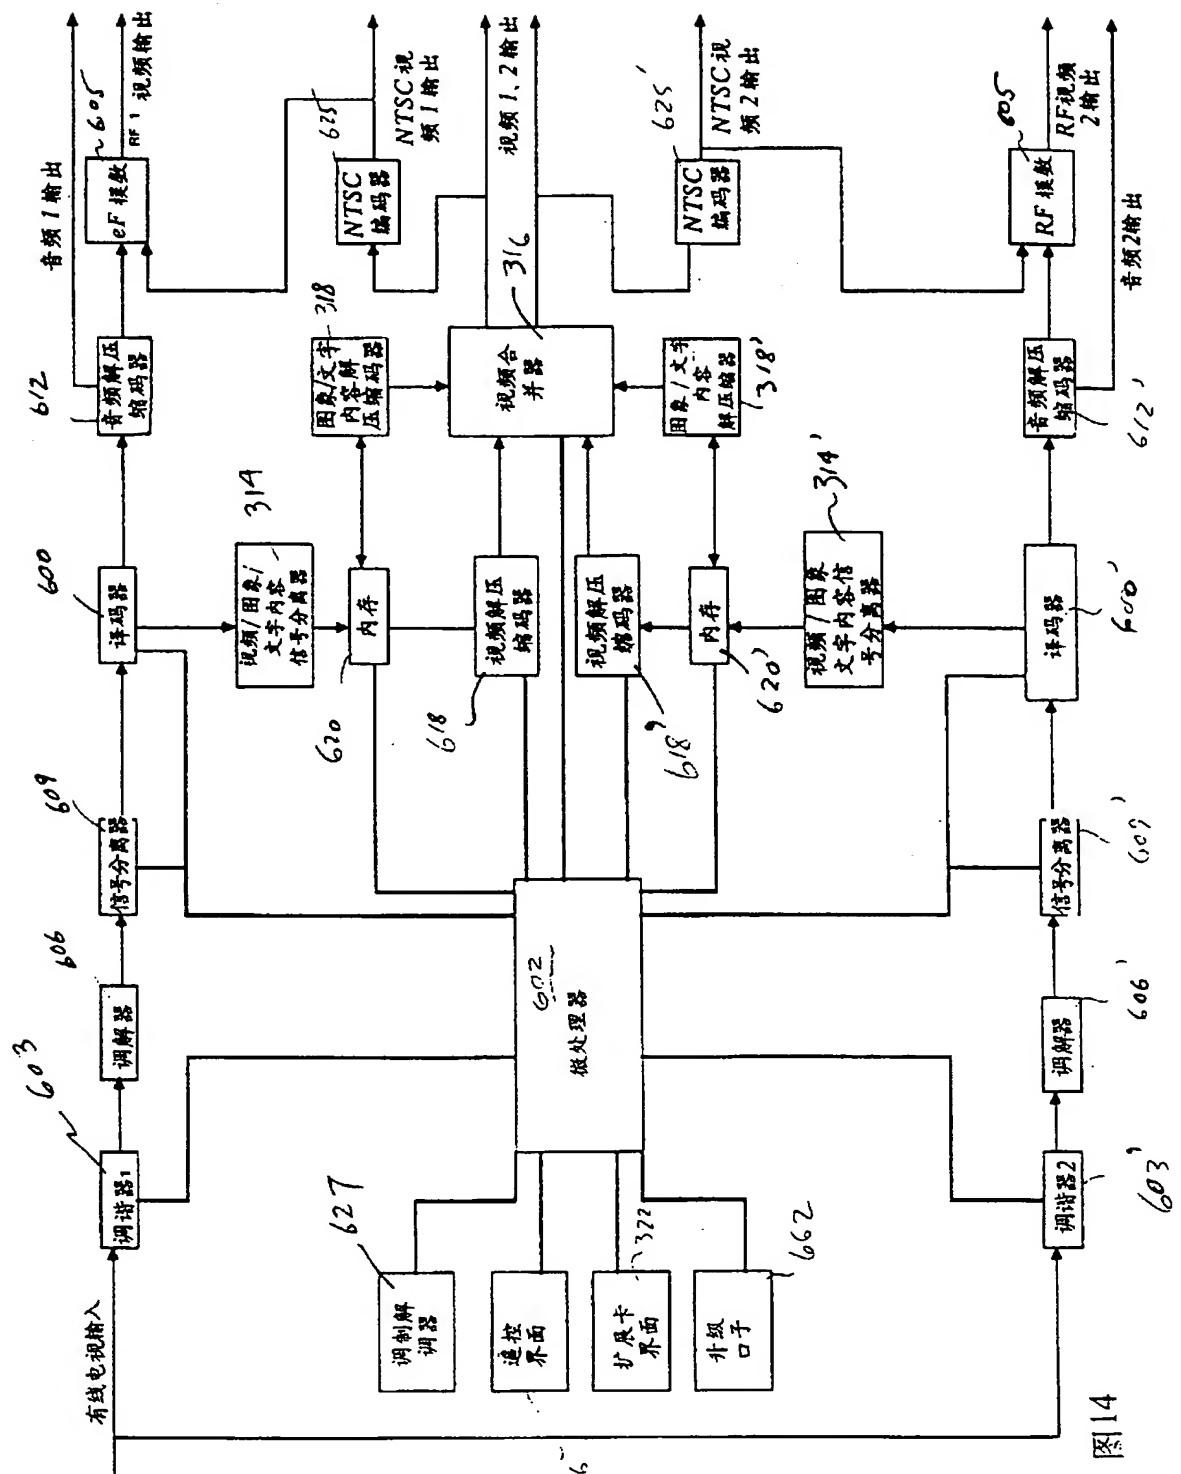 有线电视输入
调谐器1
603
调解器
606
信号分离器
609
译码器
600
音频解压
缩码器
612
音频1输出
eF模数
605
RF 1 视频输出
视频/图象/
文字内容
信号分离器
314
内存
620
图象/文字
内容解
压缩码器
318
NTSC
编码器
625
NTSC视
频1输出
视频解压
缩码器
618
视频合
并器
316
视频1、2输出
视频解压
缩码器
618'
内存
620'
图象/文字
内容
解压缩器
318'
NTSC
编码器
625'
NTSC视
频2输出
视频/图象
文字内容信
号分离器
314'
调制解
调器
627
遥控
界面
扩展卡
界面
322
升级
口子
662
602
微处理器
调谐器2
603'
调解器
606'
信号分离器
609'
译码器
600'
音频解压
缩码器
612'
RF模数
605
RF视频
2输出
音频2输出
图14